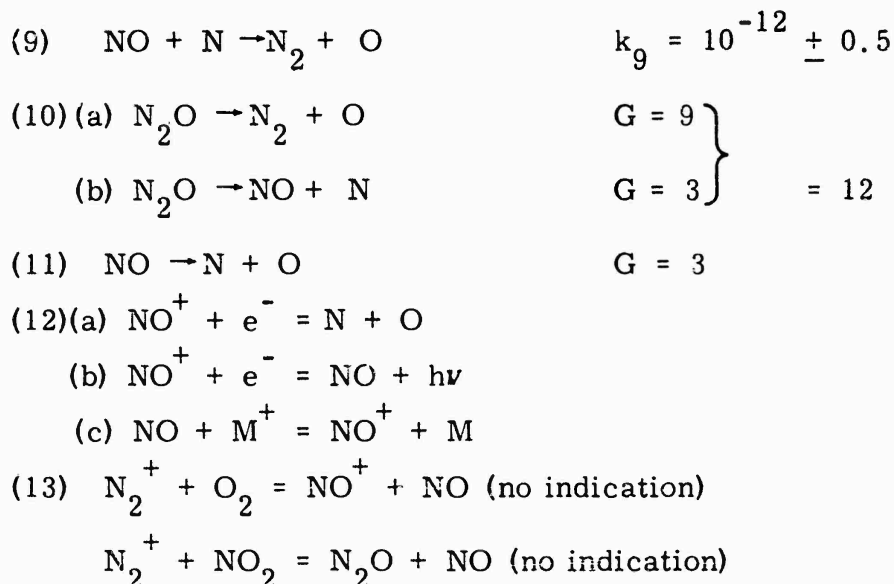 (9) NO + N → N₂ + O k₉ = 10⁻¹² ± 0.5
(10)(a) N₂O → N₂ + O G = 9
(b) N₂O → NO + N G = 3 } = 12
(11) NO → N + O G = 3
(12)(a) NO⁺ + e⁻ = N + O
(b) NO⁺ + e⁻ = NO + hν
(c) NO + M⁺ = NO⁺ + M
(13) N₂⁺ + O₂ = NO⁺ + NO (no indication)
N₂⁺ + NO₂ = N₂O + NO (no indication)